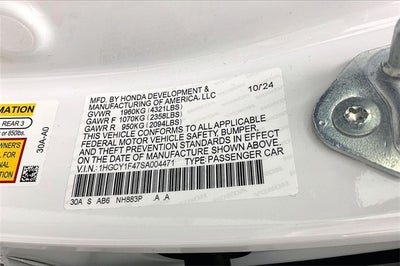 MFD. BY HONDA DEVELOPMENT &
MANUFACTURING OF AMERICA, LLC
10/24
GVWR 1960KG (4321LBS)
GAWR F 1070KG (2358LBS)
GAWR R 950KG (2094LBS)
THIS VEHICLE CONFORMS TO ALL APPLICABLE
FEDERAL MOTOR VEHICLE SAFETY, BUMPER,
AND THEFT PREVENTION STANDARDS IN EFFECT
ON THE DATE OF MANUFACTURE SHOWN ABOVE.
V.I.N.: 1HGCY1F47SA004471 TYPE:PASSENGER CAR
30A S AB6 NH883P A A
30A-A0
MATION
REAR 3
or 850lbs.